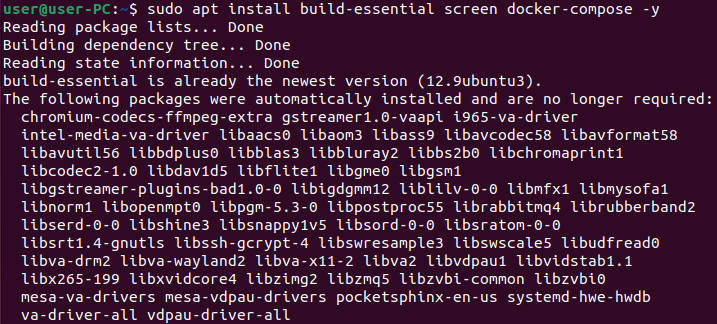 user@user-PC:~$ sudo apt install build-essential screen docker-compose -y
Reading package lists... Done
Building dependency tree... Done
Reading state information... Done
build-essential is already the newest version (12.9ubuntu3).
The following packages were automatically installed and are no longer required:
  chromium-codecs-ffmpeg-extra gstreamer1.0-vaapi i965-va-driver
  intel-media-va-driver libaacs0 libaom3 libass9 libavcodec58 libavformat58
  libavutil56 libbdplus0 libblas3 libbluray2 libbs2b0 libchromaprint1
  libcodec2-1.0 libdav1d5 libflite1 libgme0 libgsm1
  libgstreamer-plugins-bad1.0-0 libigdgmm12 liblilv-0-0 libmfx1 libmysofa1
  libnorm1 libopenmpt0 libpgm-5.3-0 libpostproc55 librabbitmq4 librubberband2
  libserd-0-0 libshine3 libsnappy1v5 libsord-0-0 libsratom-0-0
  libsrt1.4-gnutls libssh-gcrypt-4 libswresample3 libswscale5 libudfread0
  libva-drm2 libva-wayland2 libva-x11-2 libva2 libvdpau1 libvidstab1.1
  libx265-199 libxvidcore4 libzimg2 libzmq5 libzvbi-common libzvbi0
  mesa-va-drivers mesa-vdpau-drivers pocketsphinx-en-us systemd-hwe-hwdb
  va-driver-all vdpau-driver-all